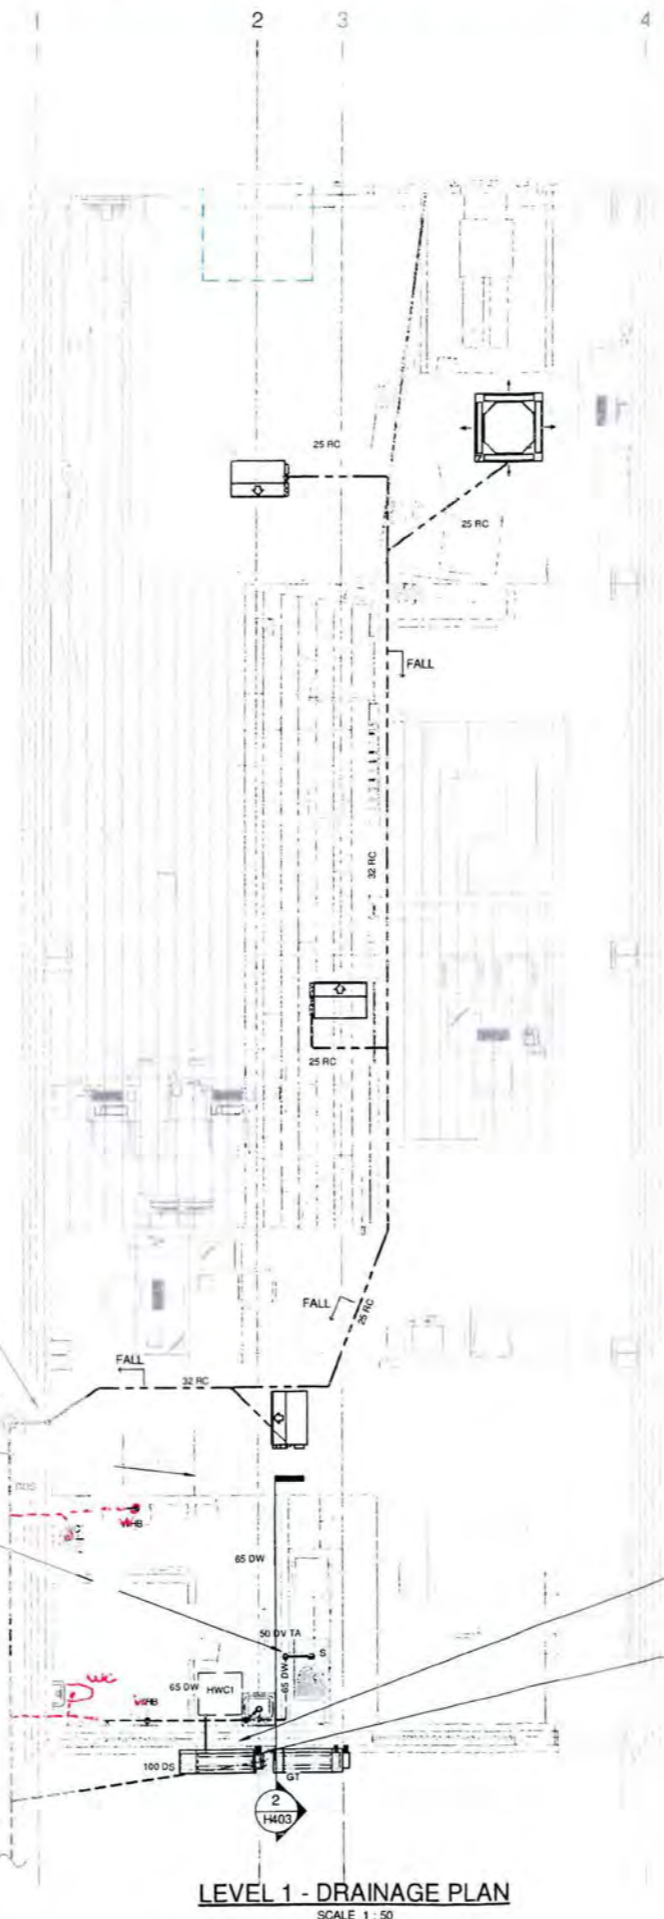 2
3
4
25 RC
25 RC
FALL
32 RC
25 RC
FALL
25 RC
FALL
32 RC
WHB
65 DW
50 DV TA
S
65 DW
WC
65 DW
HWC1
100 DS
GT
2
H403
LEVEL 1 - DRAINAGE PLAN
SCALE 1 : 50